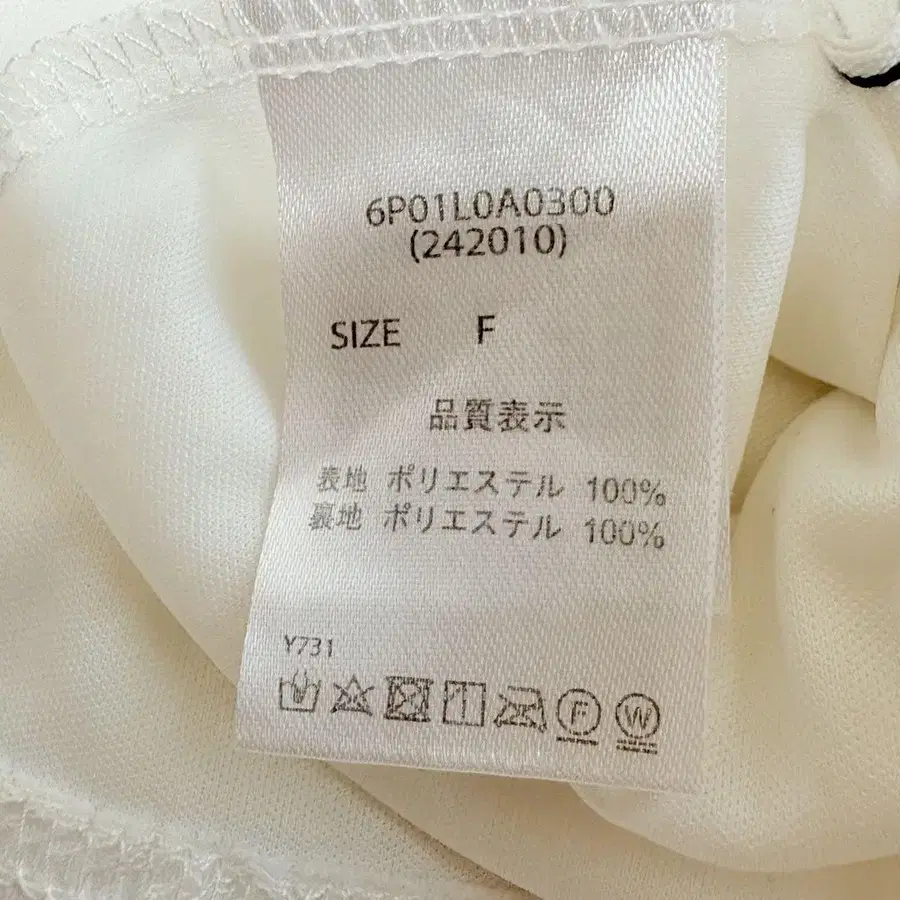 6P01L0A0300
(242010)
SIZE F
品質表示
表地 ポリエステル 100%
裏地 ポリエステル 100%
Y731
F W